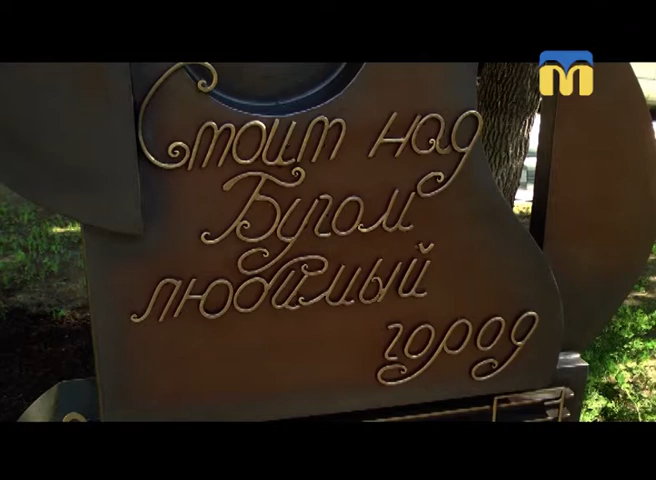 М
Стоит над
Бугом
любимый
город